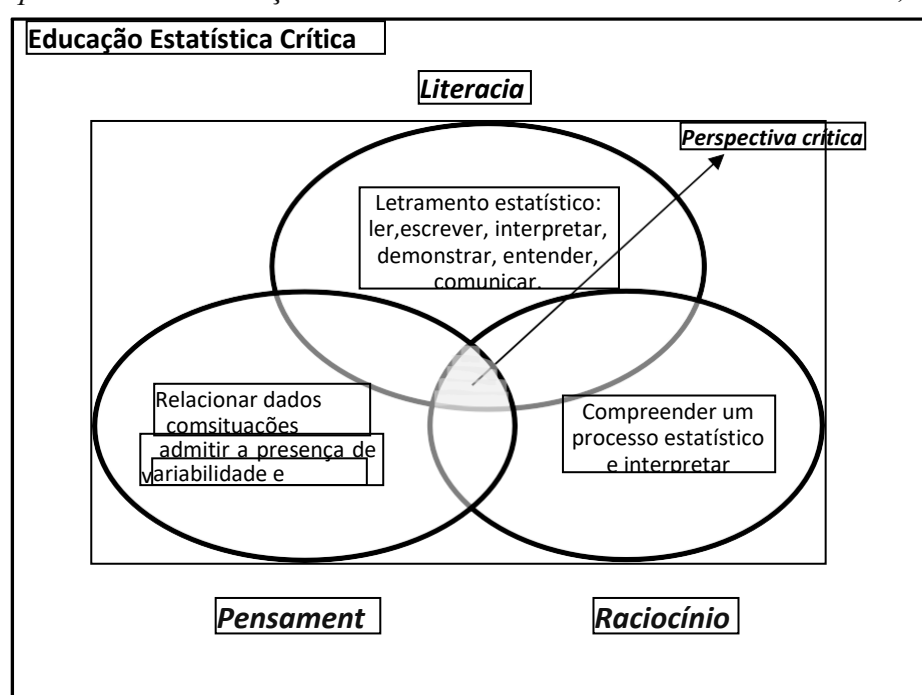 Educação Estatística Crítica
Literacia
Perspectiva crítica
Letramento estatístico:
ler,escrever, interpretar,
demonstrar, entender,
comunicar.
Relacionar dados
comsituações
admitir a presença de
variabilidade e
Compreender um
processo estatístico
e interpretar
Pensament
Raciocínio